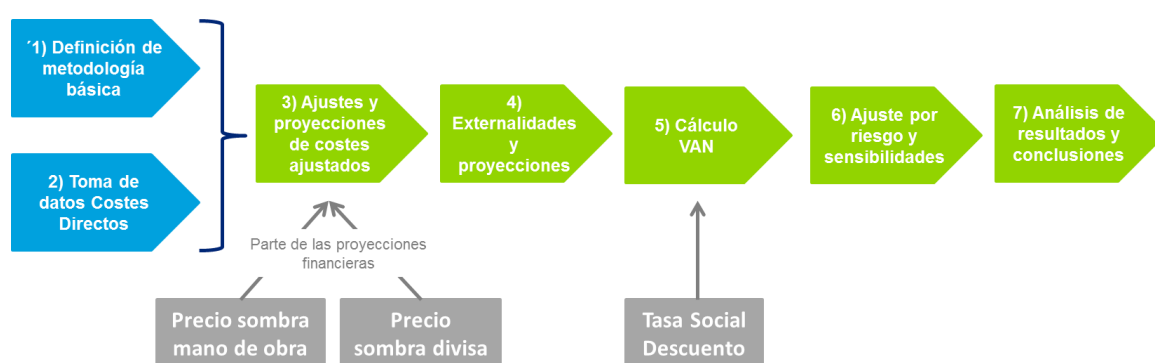 ´1) Definición de
metodología
básica
2) Toma de
datos Costes
Directos
3) Ajustes y
proyecciones
de costes
ajustados
4)
Externalidades
y
proyecciones
5) Cálculo
VAN
6) Ajuste por
riesgo y
sensibilidades
7) Análisis de
resultados y
conclusiones
Parte de las proyecciones
financieras
Precio sombra
mano de obra
Precio
sombra divisa
Tasa Social
Descuento